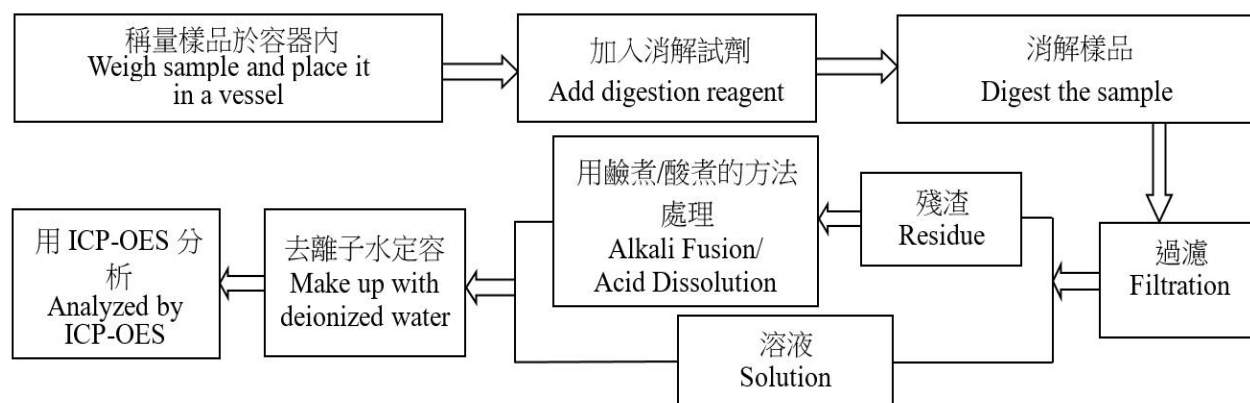 稱量樣品於容器內
Weigh sample and place it
in a vessel
加入消解試劑
Add digestion reagent
消解樣品
Digest the sample
過濾
Filtration
殘渣
Residue
用鹼煮/酸煮的方法
處理
Alkali Fusion/
Acid Dissolution
溶液
Solution
去離子水定容
Make up with
deionized water
用 ICP-OES 分
析
Analyzed by
ICP-OES